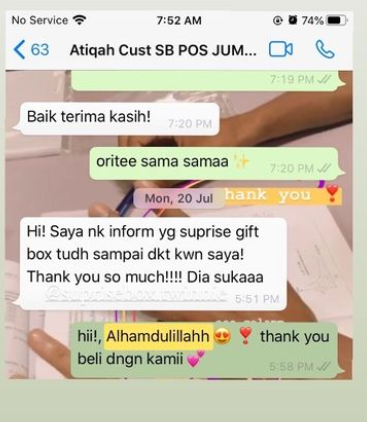 No Service 7:52 AM 74%
63 Atiqah Cust SB POS JUM...
7:19 PM
Baik terima kasih!
7:20 PM
oritee sama samaa ✨
7:20 PM
Mon, 20 Jul
hank you ❣️
Hi! Saya nk inform yg suprise gift
box tudh sampai dkt kwn saya!
Thank you so much!!!! Dia sukaaa
5:51 PM
hii!, Alhamdulillahh 😍 ❣️ thank you
beli dngn kamii 💕
5:58 PM